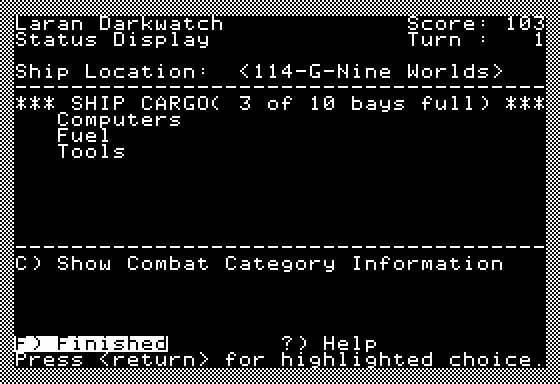 Laran Darkwatch Score: 103
Status Display Turn : 1
Ship Location: <114-G-Nine Worlds>
*** SHIP CARGO( 3 of 10 bays full) ***
Computers
Fuel
Tools
C) Show Combat Category Information
F) Finished ?) Help
Press <return> for highlighted choice.